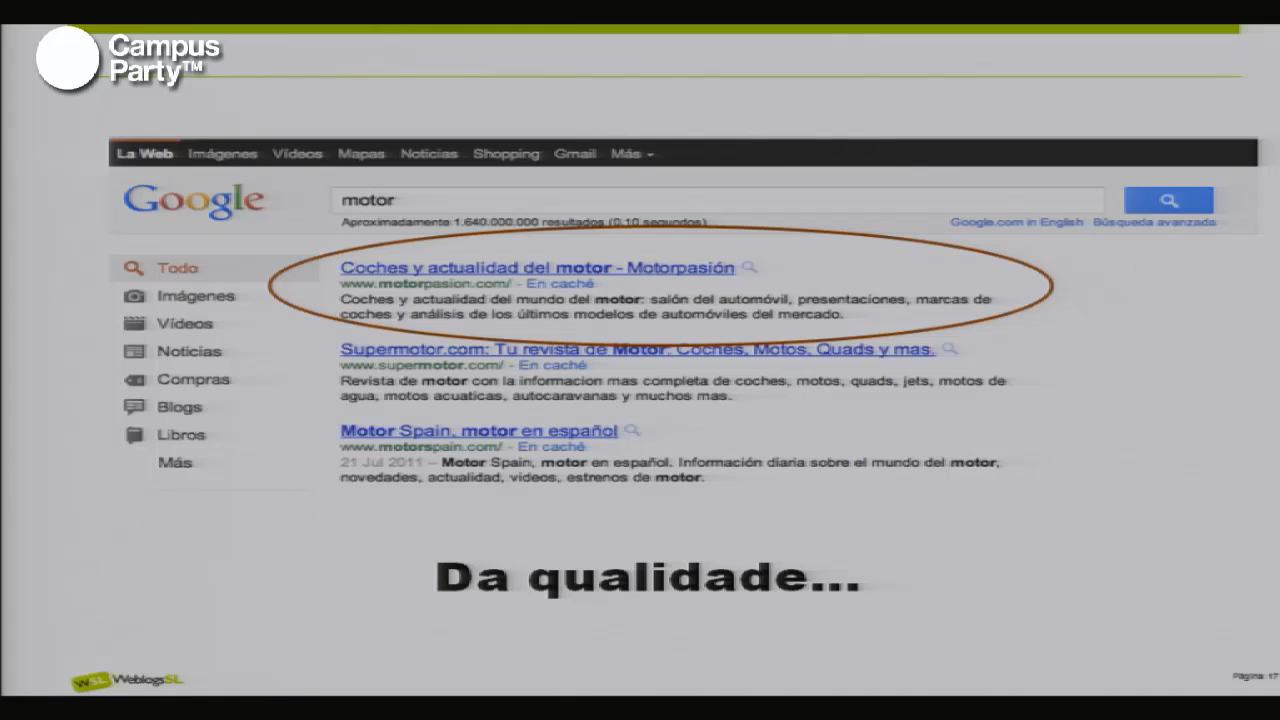 Campus
Party™
La Web Imágenes Vídeos Mapas Noticias Shopping Gmail Más
Google
motor
Aproximadamente 1.640.000.000 resultados (0,10 segundos)
Google.com in English Búsqueda avanzada
Todo
Imágenes
Vídeos
Noticias
Compras
Blogs
Libros
Más
Coches y actualidad del motor - Motorpasión
www.motorpasion.com/ - En caché
Coches y actualidad del mundo del motor: salón del automóvil, presentaciones, marcas de
coches y análisis de los últimos modelos de automóviles del mercado.
Supermotor.com: Tu revista de Motor. Coches, Motos, Quads y mas.
www.supermotor.com/ - En caché
Revista de motor con la informacion mas completa de coches, motos, quads, jets, motos de
agua, motos acuaticas, autocaravanas y muchos mas.
Motor Spain, motor en español
www.motorspain.com/ - En caché
21 Jul 2011 – Motor Spain, motor en español. Información diaria sobre el mundo del motor,
novedades, actualidad, videos, estrenos de motor.
Da qualidade...
WSL WeblogsSL
Página: 17